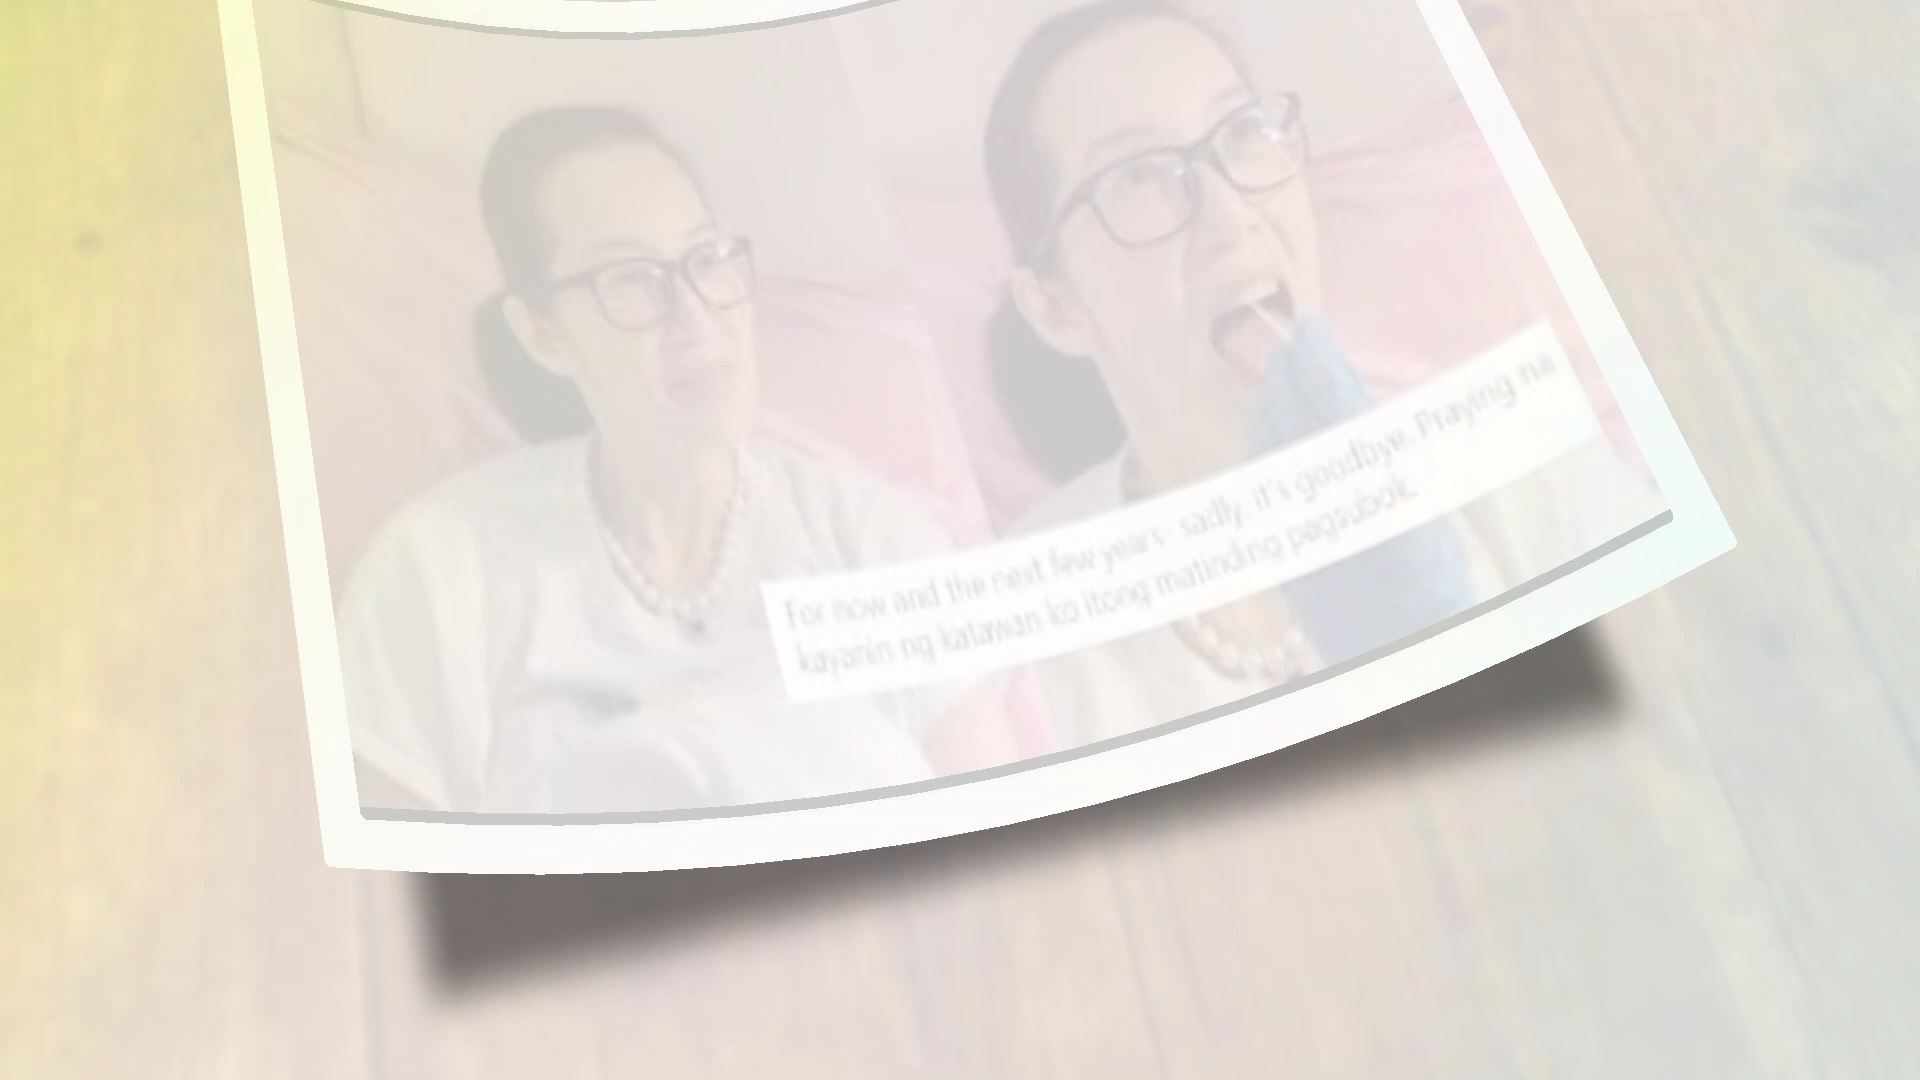 For now and the next few years- sadly, it's goodbye. Praying na
kayanin ng katawan ko itong matinding pagsubok.